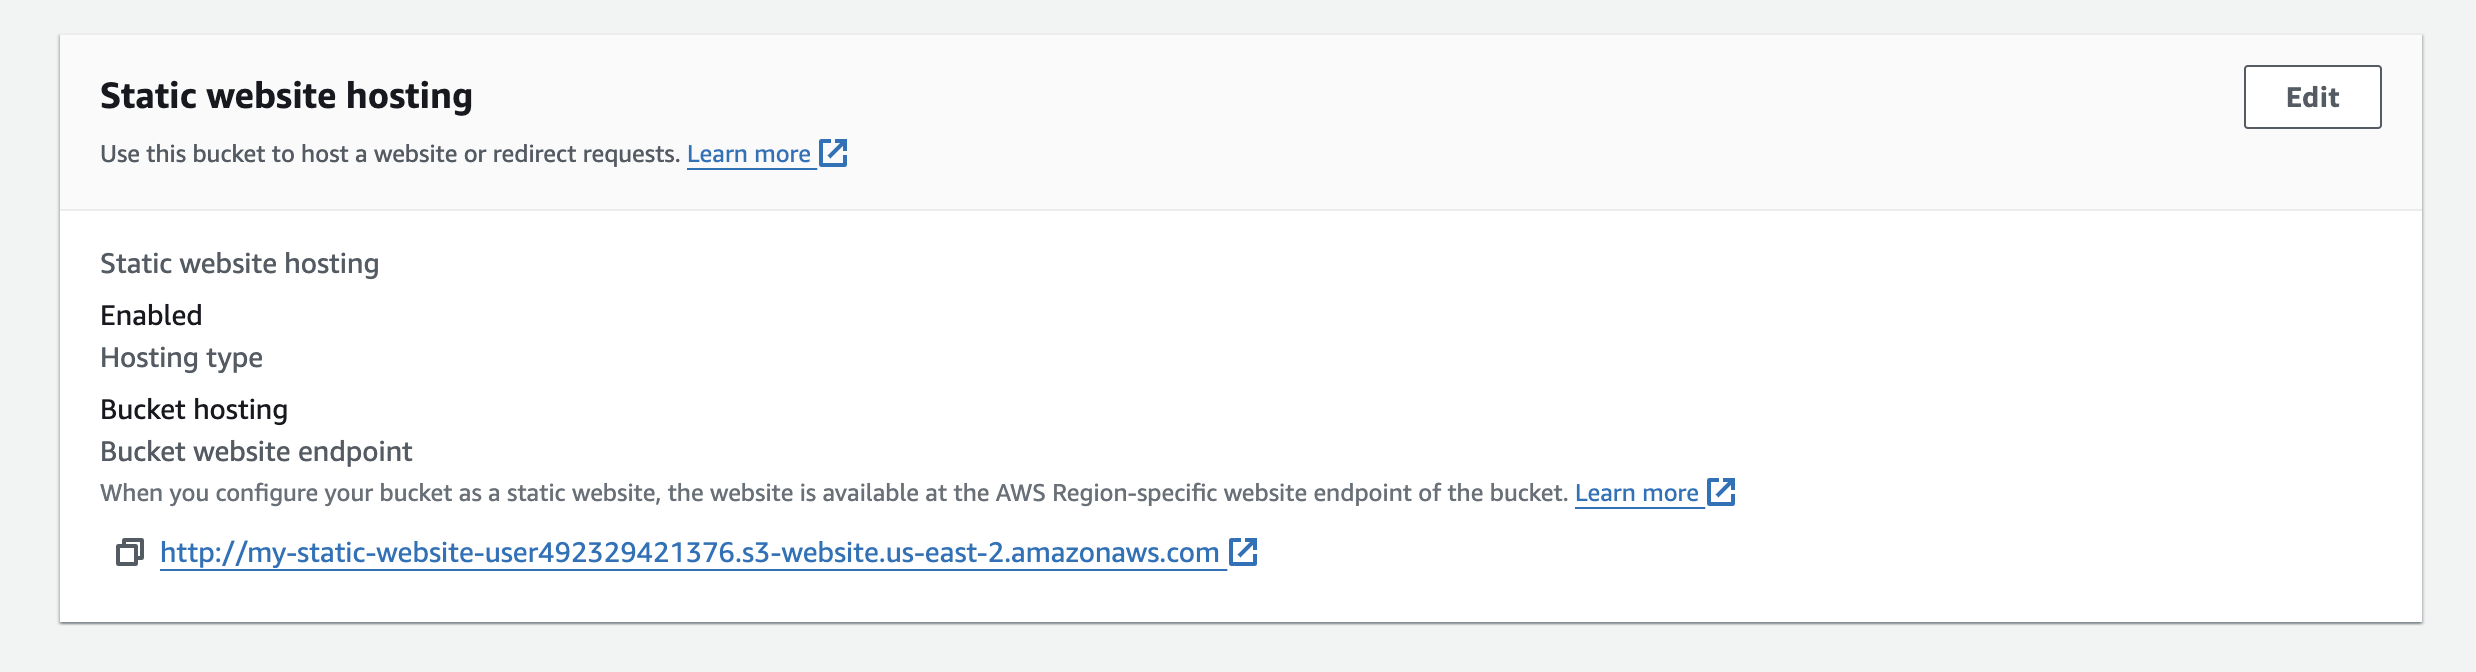 Static website hosting
Edit
Use this bucket to host a website or redirect requests. Learn more
Static website hosting
Enabled
Hosting type
Bucket hosting
Bucket website endpoint
When you configure your bucket as a static website, the website is available at the AWS Region-specific website endpoint of the bucket. Learn more
http://my-static-website-user492329421376.s3-website.us-east-2.amazonaws.com